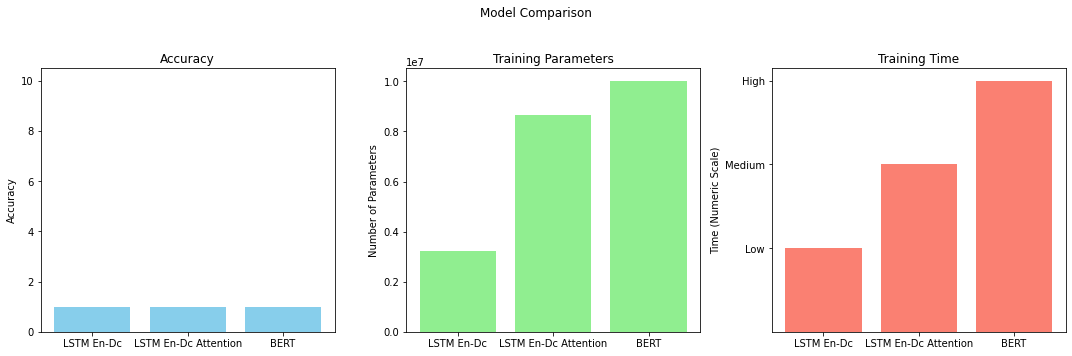 Model Comparison
Accuracy
10
8
6
4
2
0
Accuracy
LSTM En-Dc
LSTM En-Dc Attention
BERT
Training Parameters
1e7
1.0
0.8
0.6
0.4
0.2
0.0
Number of Parameters
LSTM En-Dc
LSTM En-Dc Attention
BERT
Training Time
High
Medium
Low
Time (Numeric Scale)
LSTM En-Dc
LSTM En-Dc Attention
BERT